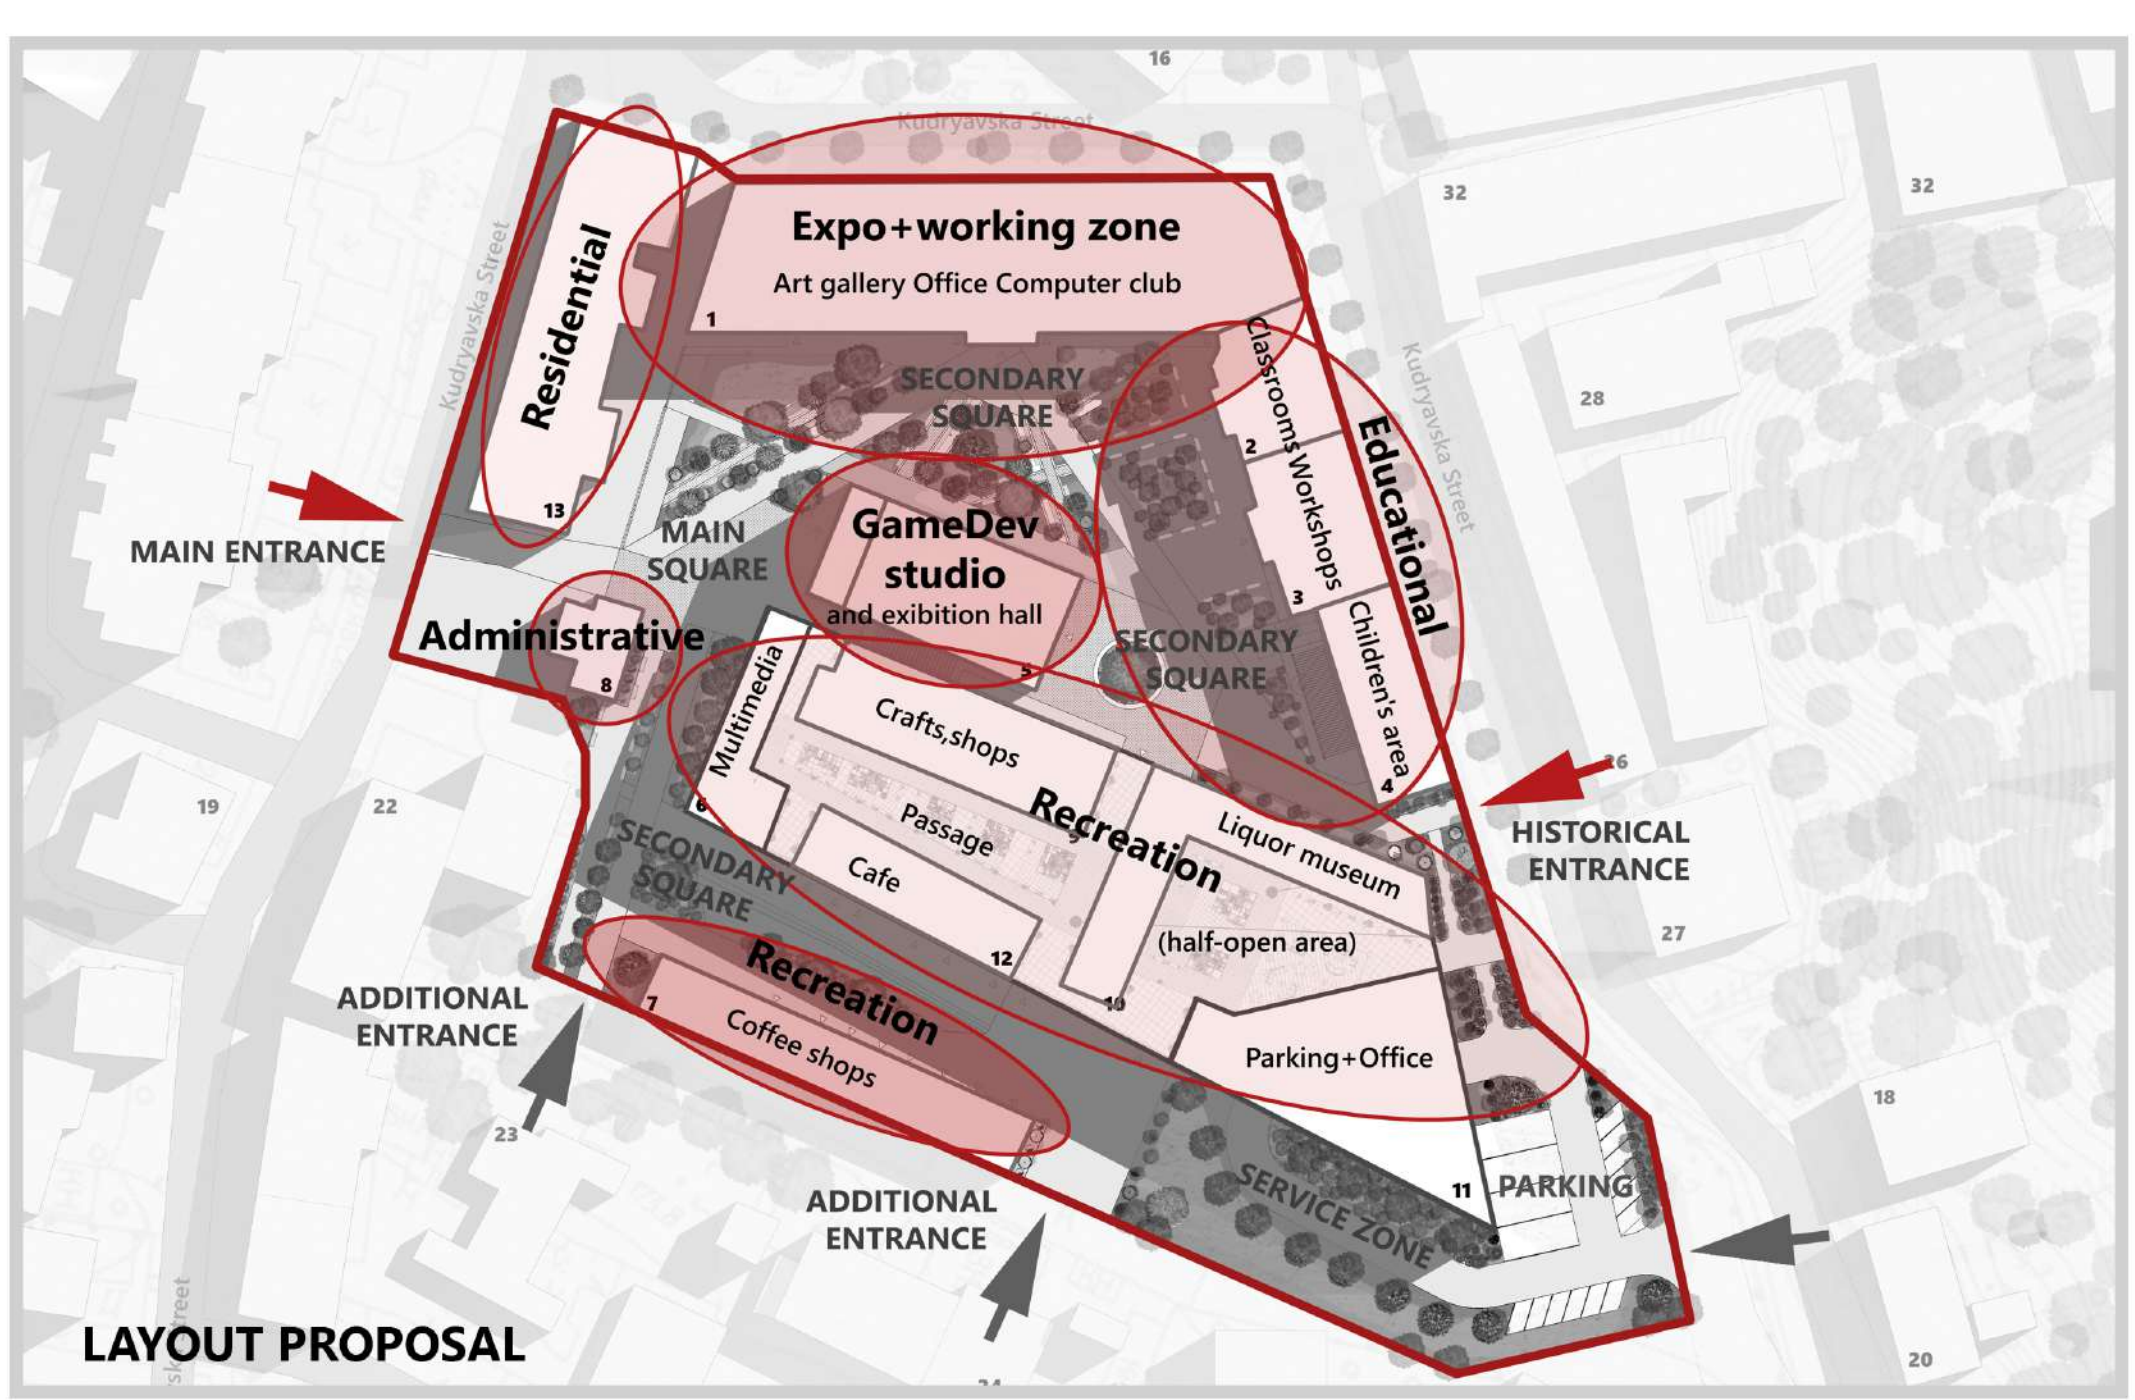 16
Kudryavska Street
32
32
Expo+working zone
Art gallery Office Computer club
1
Kudryavska Street
Residential
13
SECONDARY
SQUARE
Classrooms
2
Workshops
3
Educational
Kudryavska Street
28
MAIN ENTRANCE
MAIN
SQUARE
GameDev
studio
and exibition hall
5
Administrative
8
SECONDARY
SQUARE
Children's area
4
Multimedia
6
Crafts,shops
Passage
9
Recreation
Liquor museum
26
HISTORICAL
ENTRANCE
19
22
SECONDARY
SQUARE
Cafe
12
(half-open area)
10
27
Recreation
7
Coffee shops
ADDITIONAL
ENTRANCE
Parking+Office
23
18
11
PARKING
SERVICE ZONE
ADDITIONAL
ENTRANCE
LAYOUT PROPOSAL
20